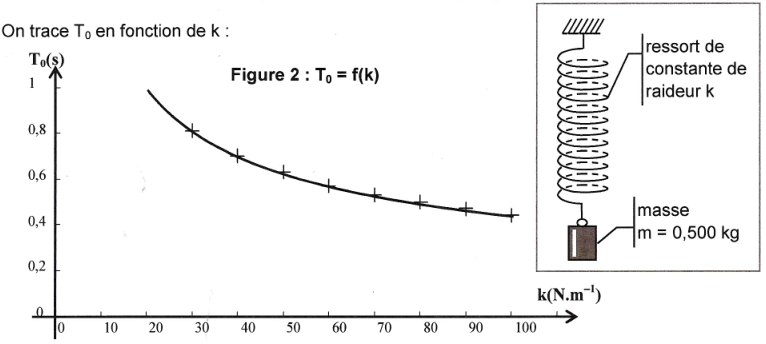 On trace T₀ en fonction de k :
T₀(s)
Figure 2 : T₀ = f(k)
1
0,8
0,6
0,4
0,2
0
0 10 20 30 40 50 60 70 80 90 100
k(N.m⁻¹)
ressort de
constante de
raideur k
masse
m = 0,500 kg